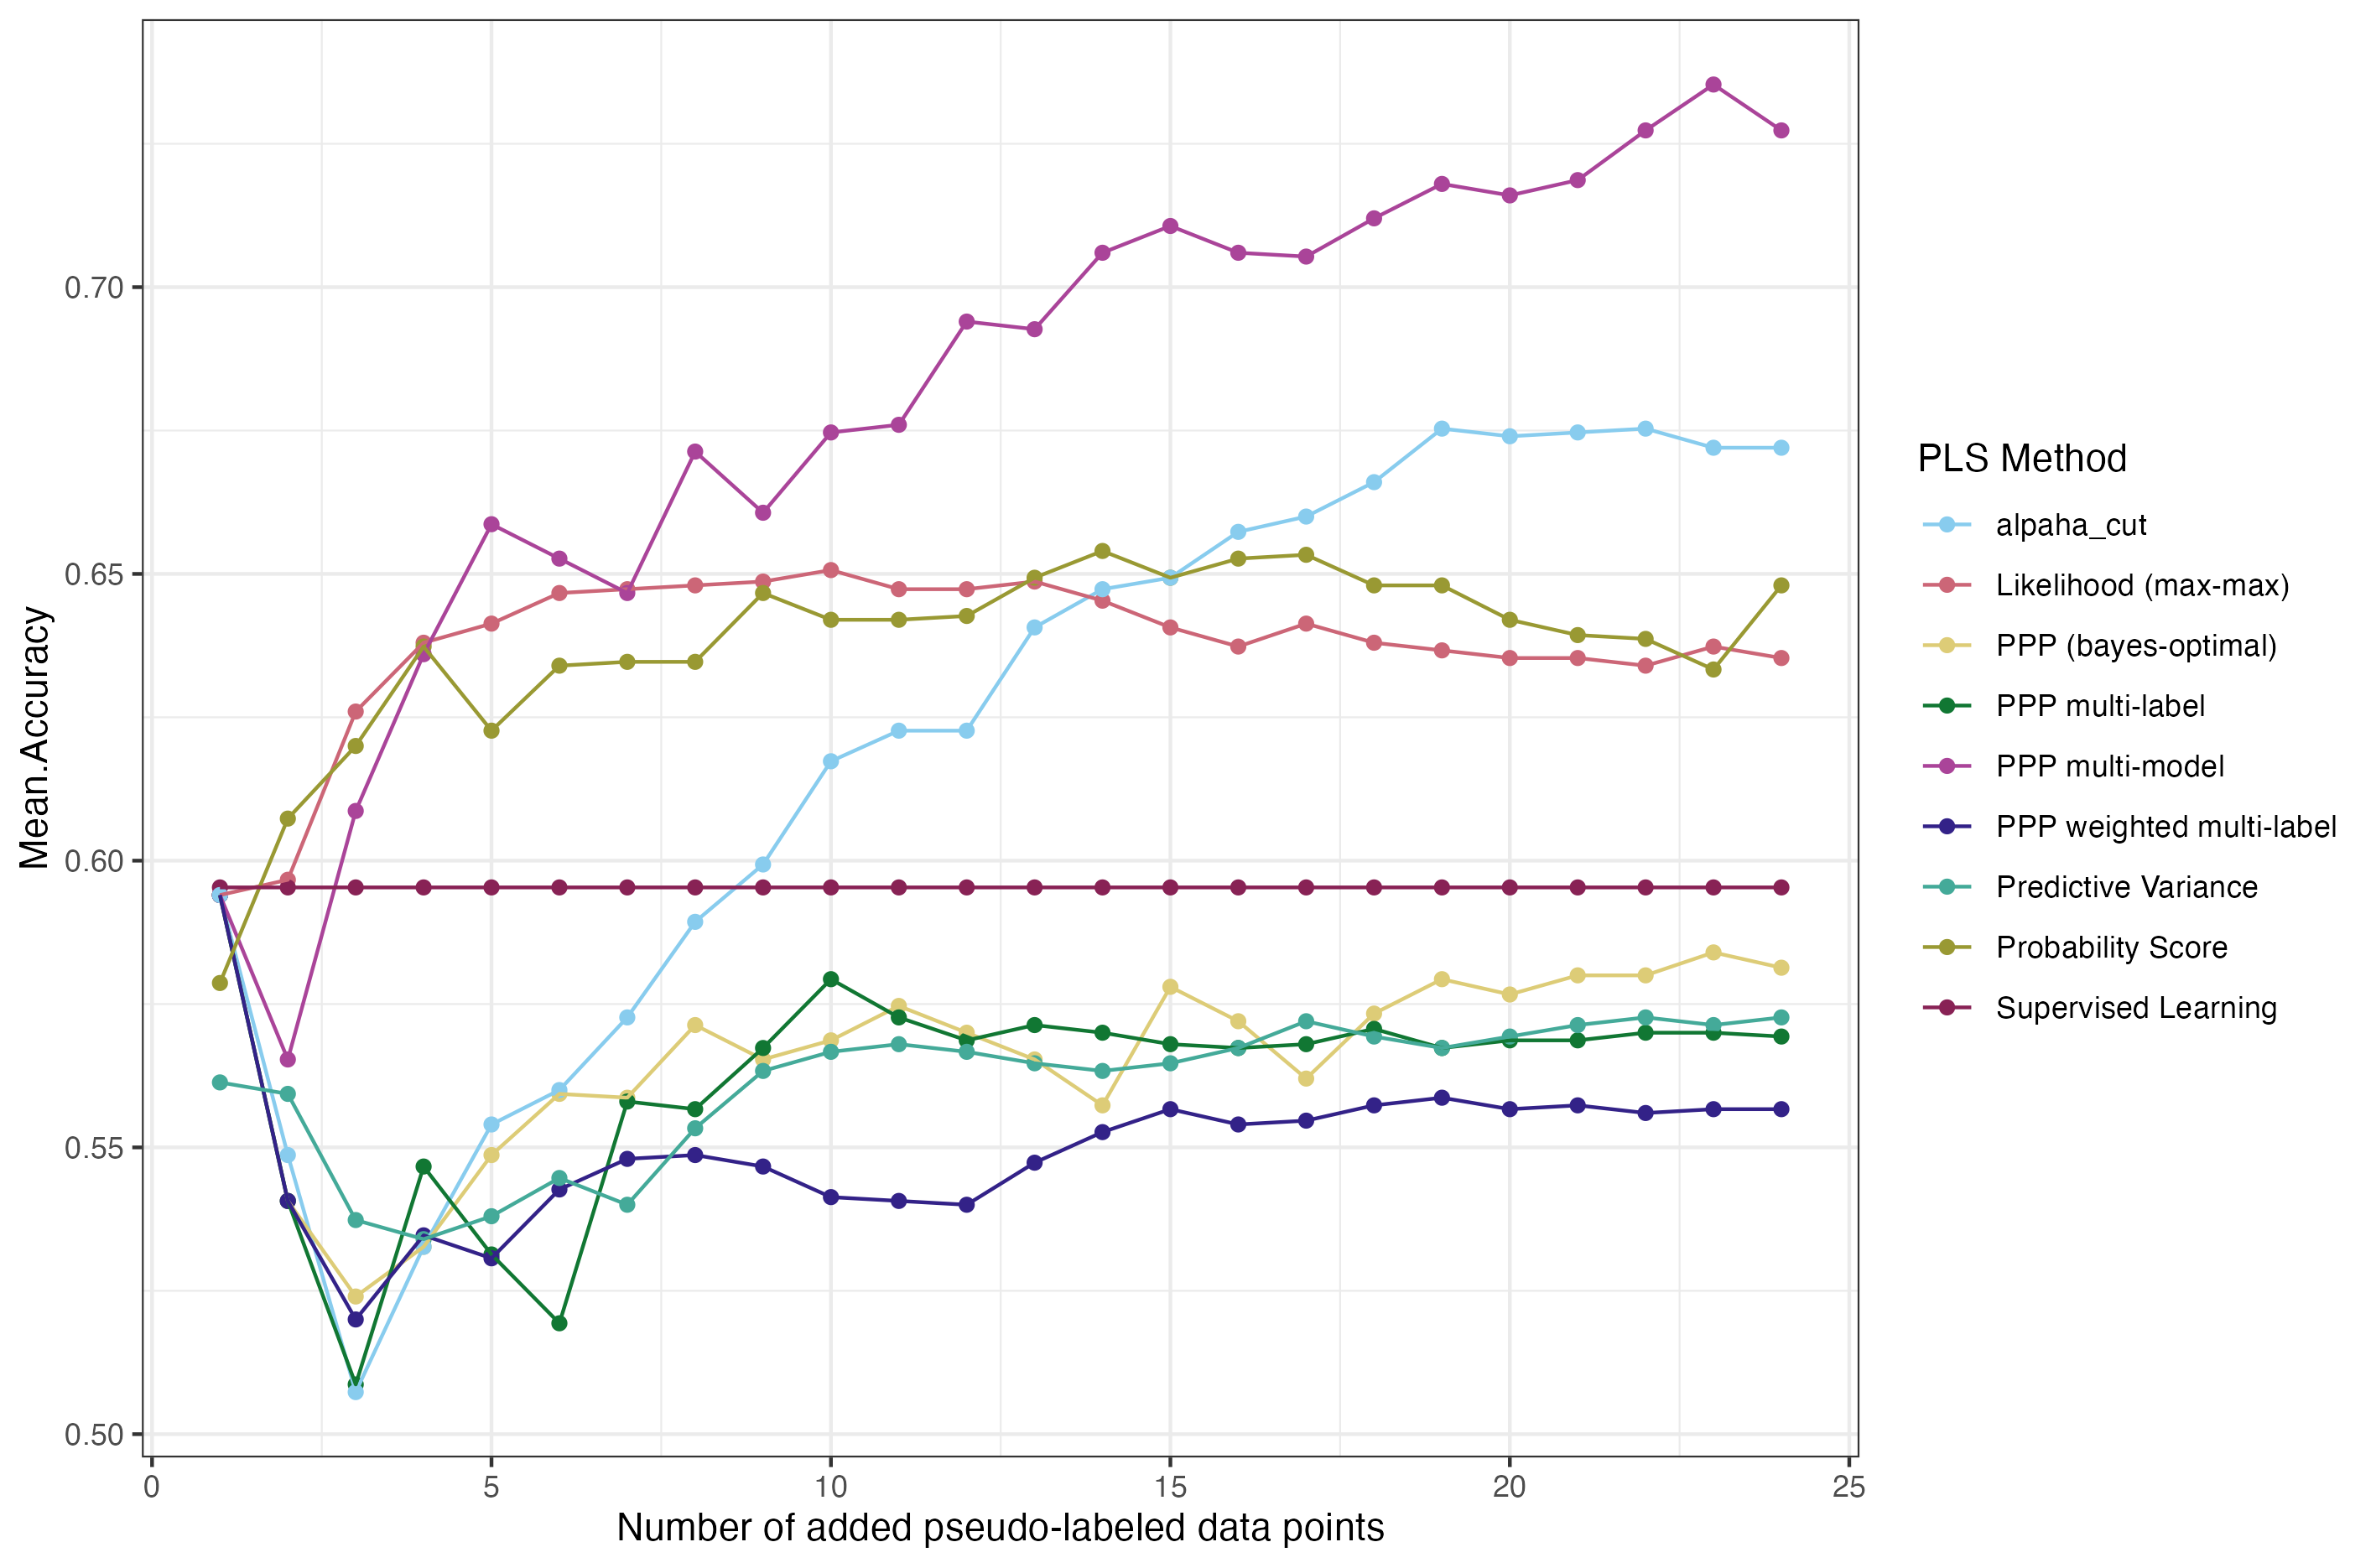 Mean.Accuracy
0.70
0.65
0.60
0.55
0.50
0 5 10 15 20 25
Number of added pseudo-labeled data points
PLS Method
alpaha_cut
Likelihood (max-max)
PPP (bayes-optimal)
PPP multi-label
PPP multi-model
PPP weighted multi-label
Predictive Variance
Probability Score
Supervised Learning